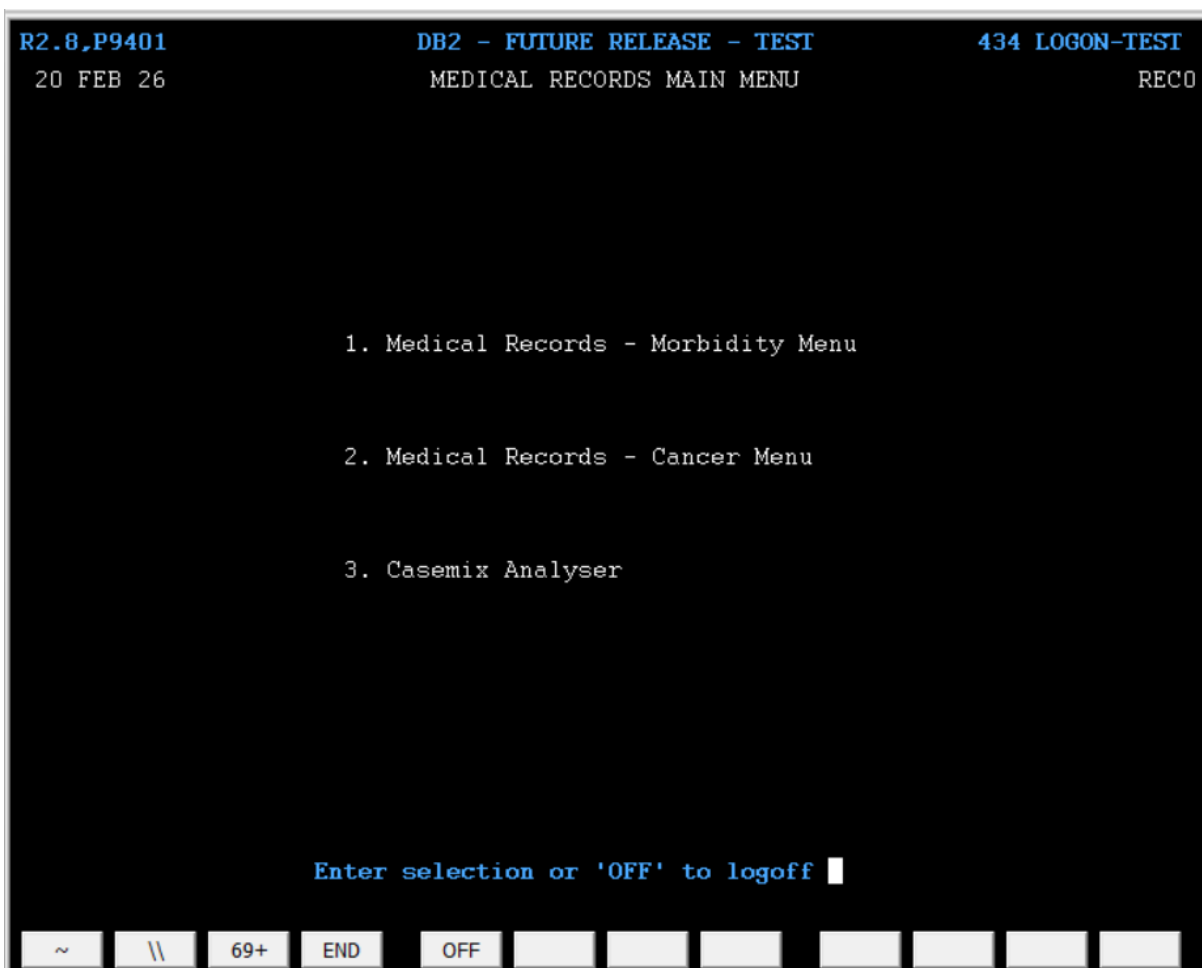 R2.8,P9401 DB2 - FUTURE RELEASE - TEST 434 LOGON-TEST
20 FEB 26 MEDICAL RECORDS MAIN MENU REC0
1. Medical Records - Morbidity Menu
2. Medical Records - Cancer Menu
3. Casemix Analyser
Enter selection or 'OFF' to logoff
~ \\ 69+ END OFF